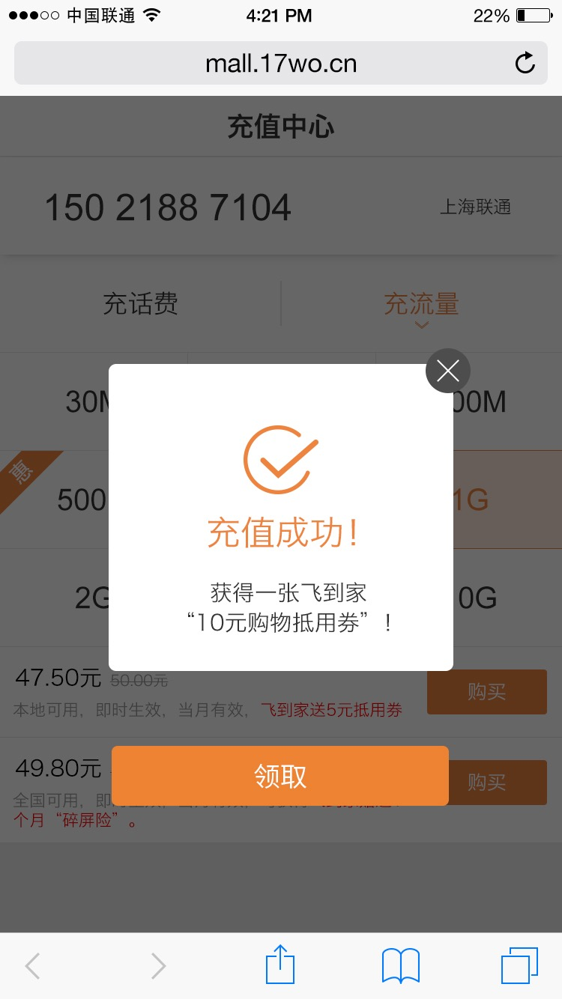 中国联通
4:21 PM
22%
mall.17wo.cn
充值中心
150 2188 7104
上海联通
充话费
充流量
30M
00M
惠
500
1G
2G
0G
充值成功!
获得一张飞到家
“10元购物抵用券”!
47.50元 50.00元
本地可用，即时生效，当月有效，飞到家送5元抵用券
购买
49.80元
领取
购买
全国可用，即
个月“碎屏险”。